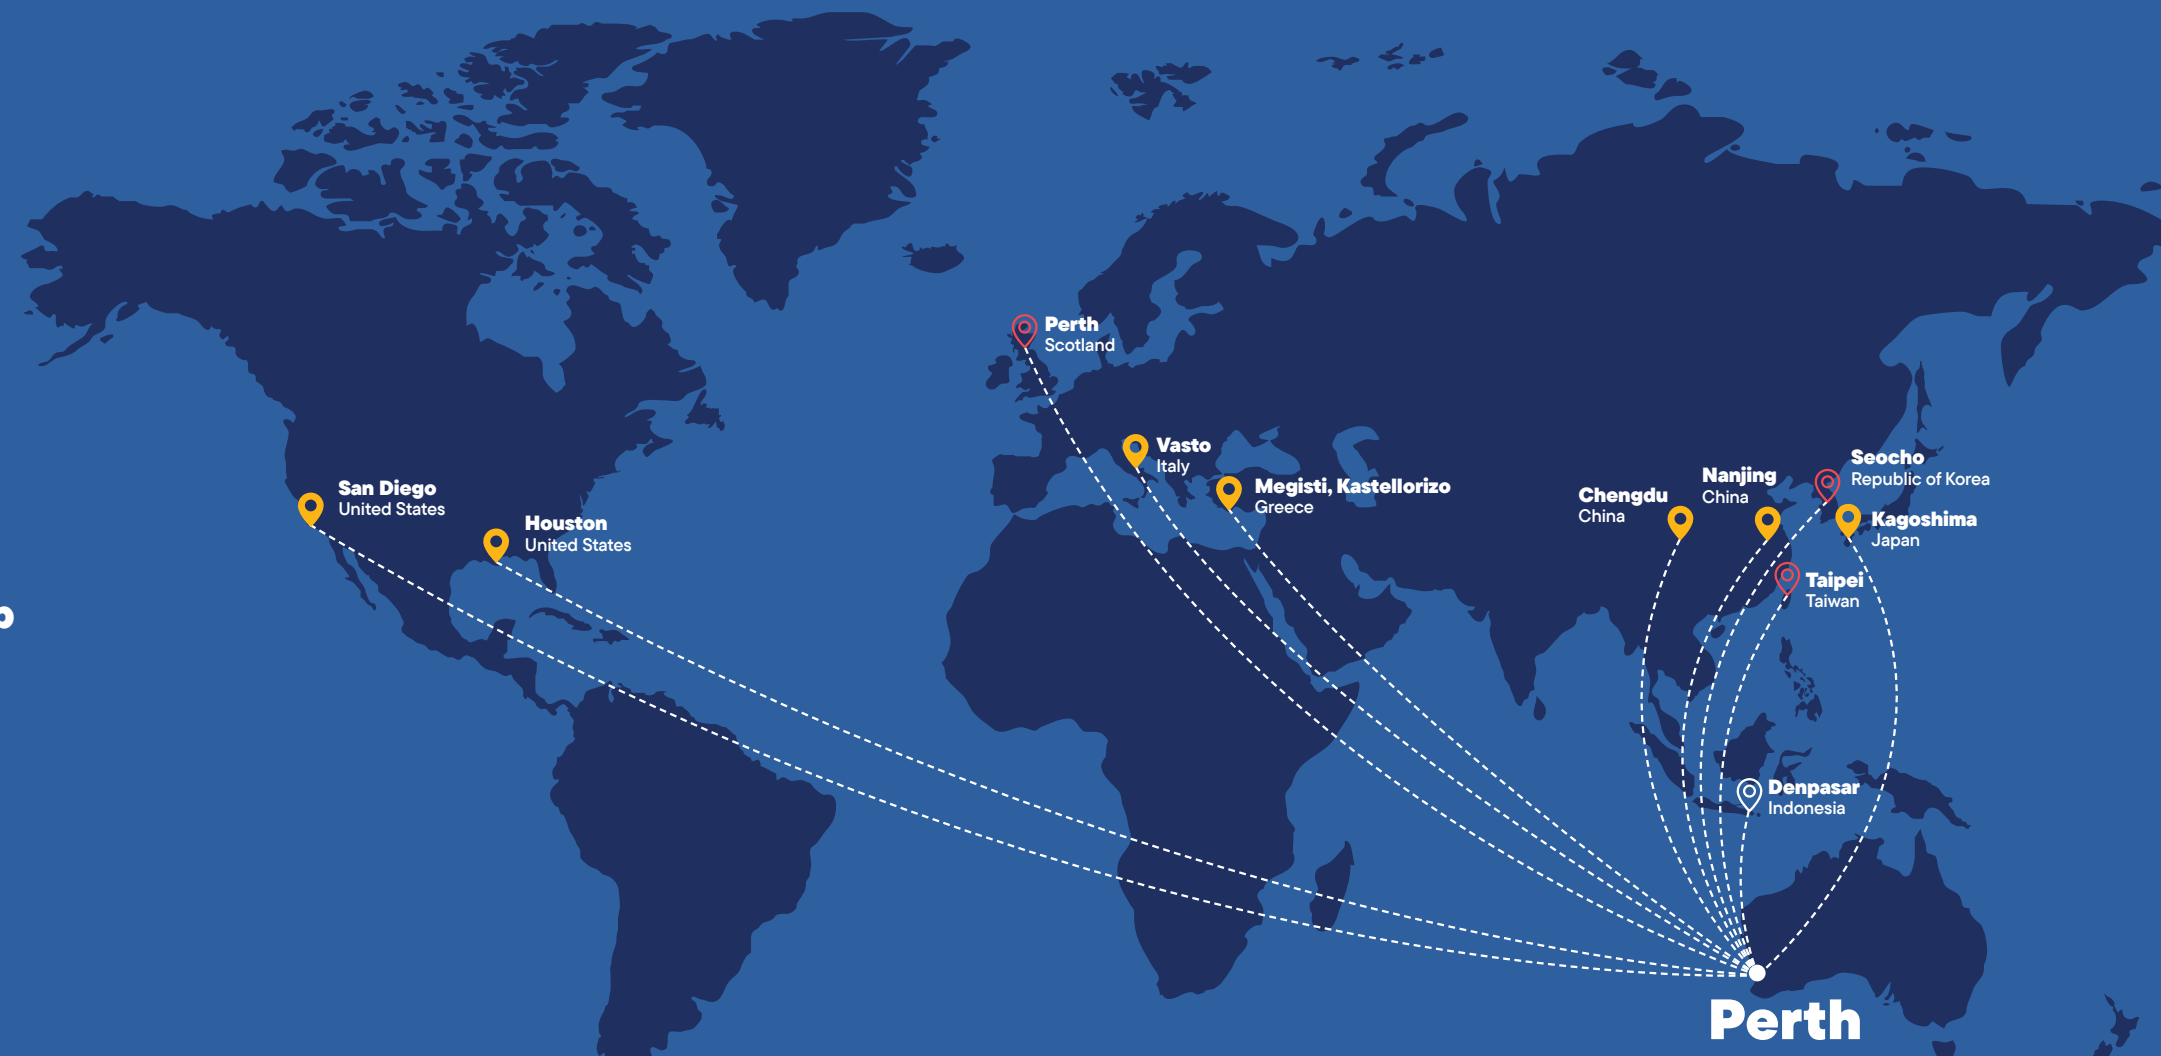 Perth
Scotland
Vasto
Italy
Megisti, Kastellorizo
Greece
San Diego
United States
Houston
United States
Chengdu
China
Nanjing
China
Seocho
Republic of Korea
Kagoshima
Japan
Taipei
Taiwan
Denpasar
Indonesia
Perth